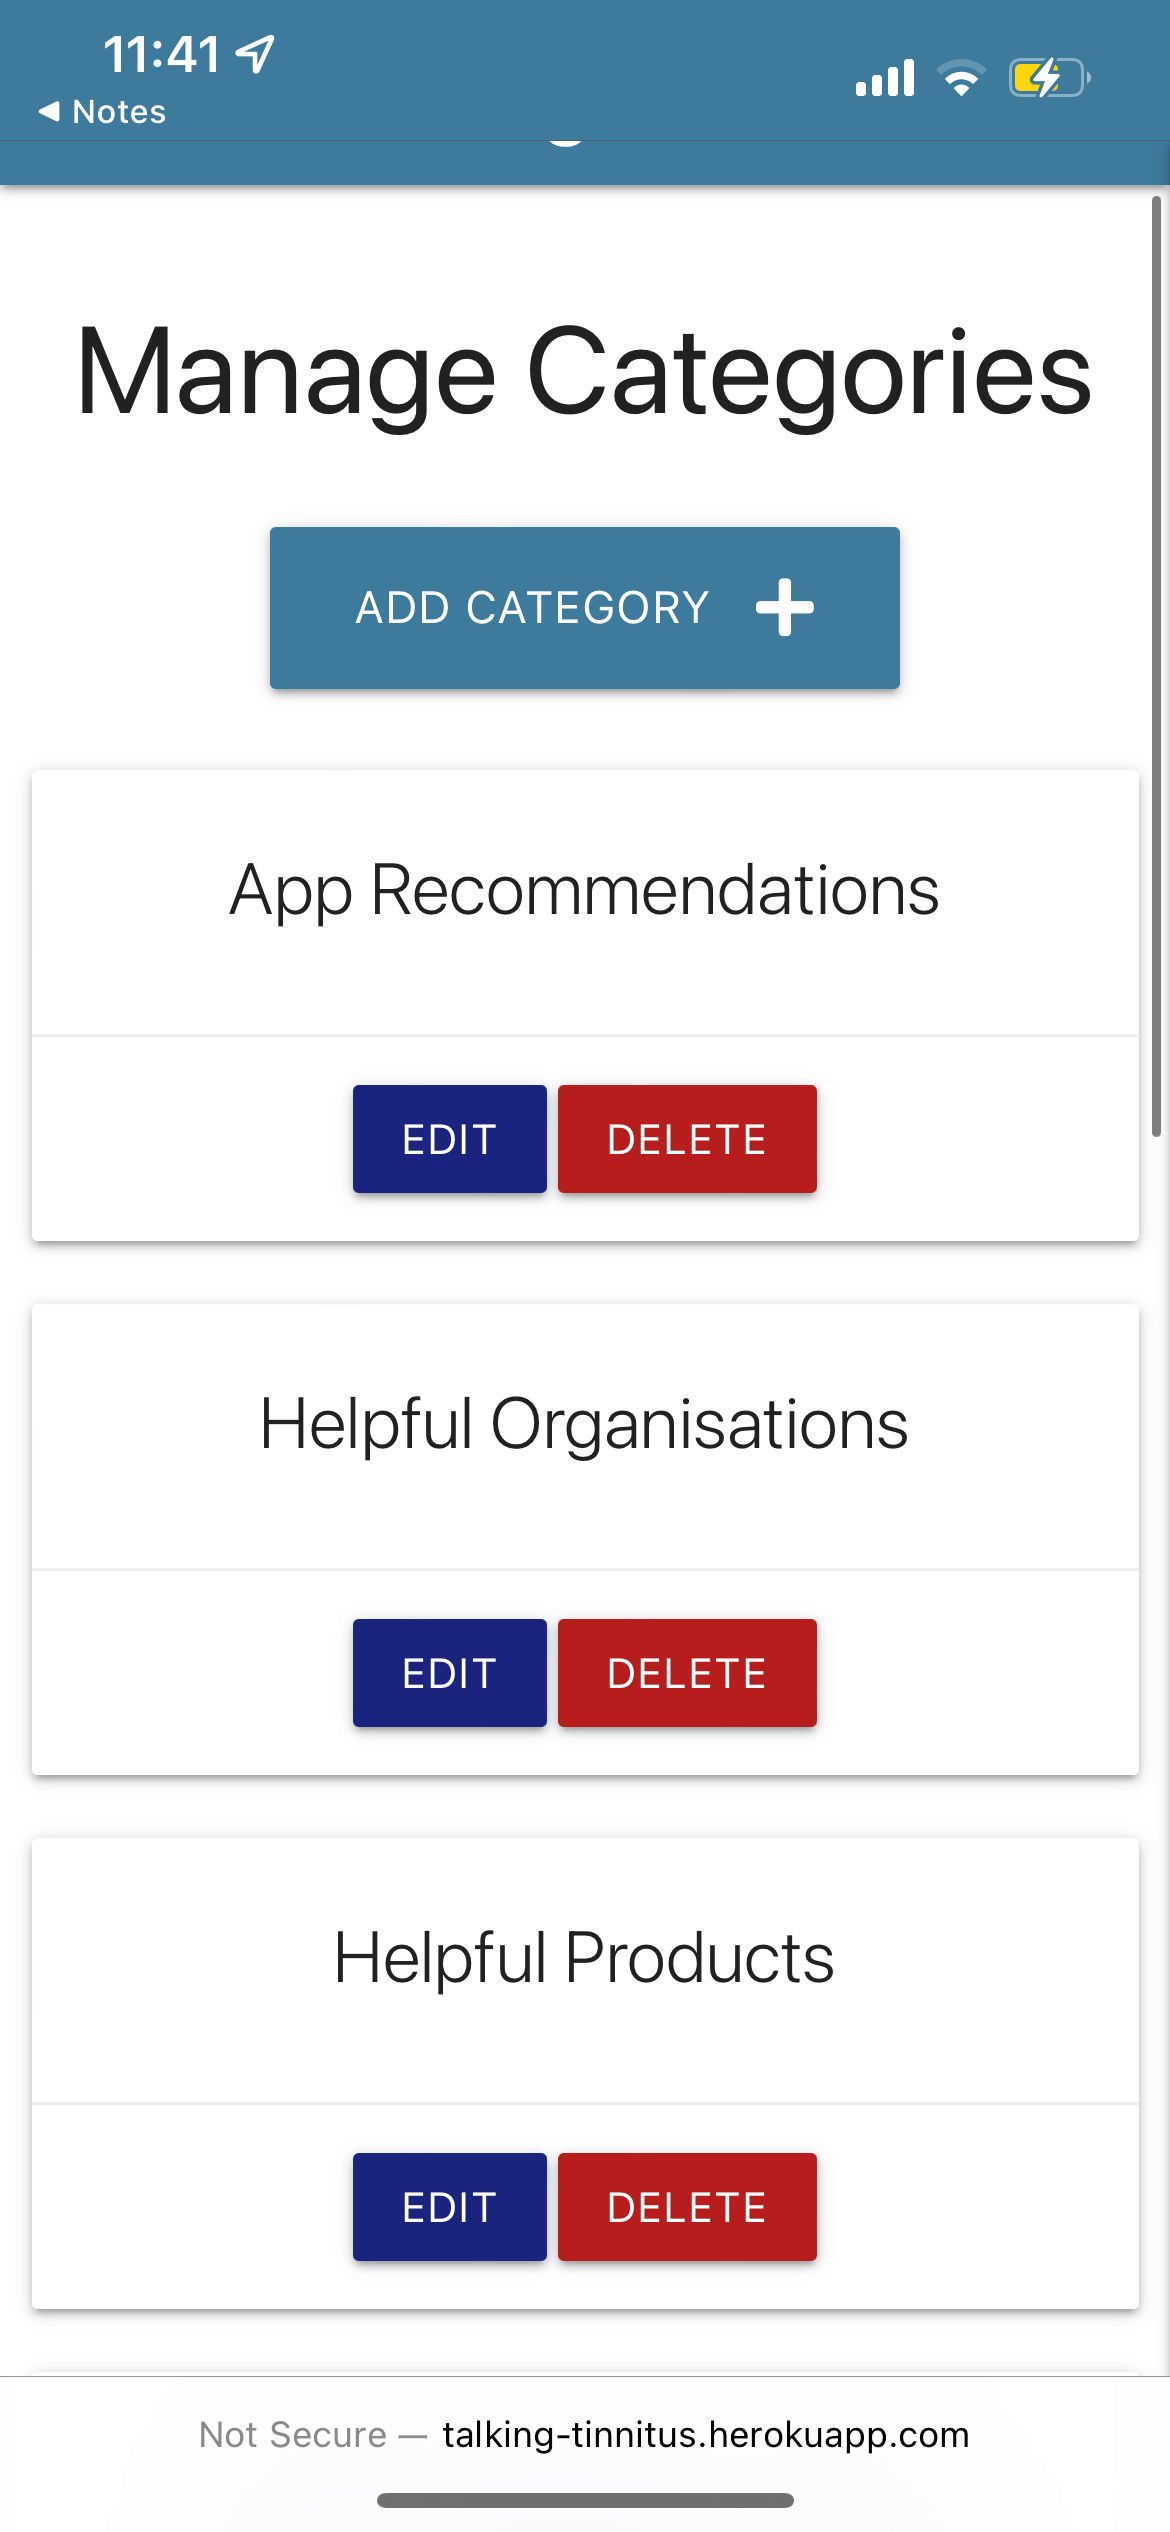 11:41
Notes
Manage Categories
ADD CATEGORY
App Recommendations
EDIT DELETE
Helpful Organisations
EDIT DELETE
Helpful Products
EDIT DELETE
Not Secure — talking-tinnitus.herokuapp.com